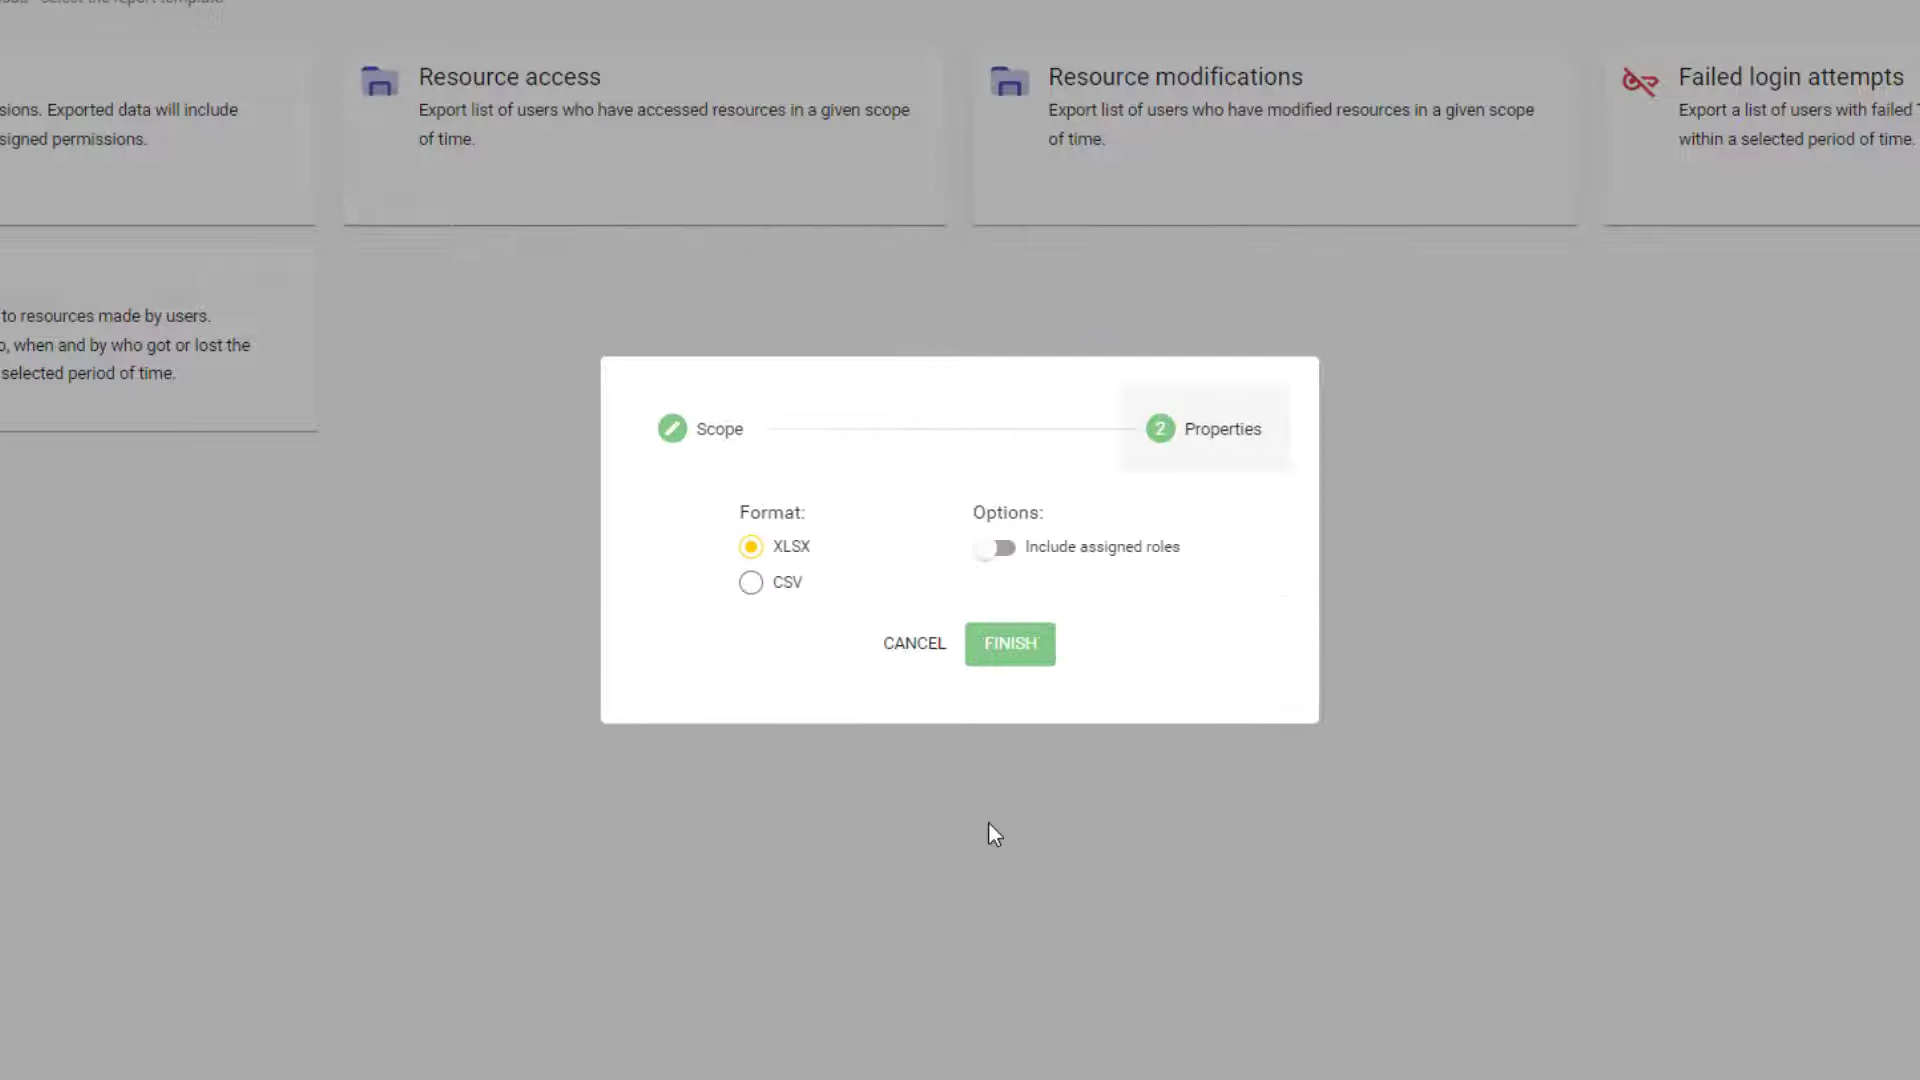 select the report template
sions. Exported data will include
signed permissions.
Resource access
Export list of users who have accessed resources in a given scope
of time.
Resource modifications
Export list of users who have modified resources in a given scope
of time.
Failed login attempts
Export a list of users with failed
within a selected period of time.
to resources made by users.
o, when and by who got or lost the
selected period of time.
Scope
2 Properties
Format:
XLSX
CSV
Options:
Include assigned roles
CANCEL
FINISH